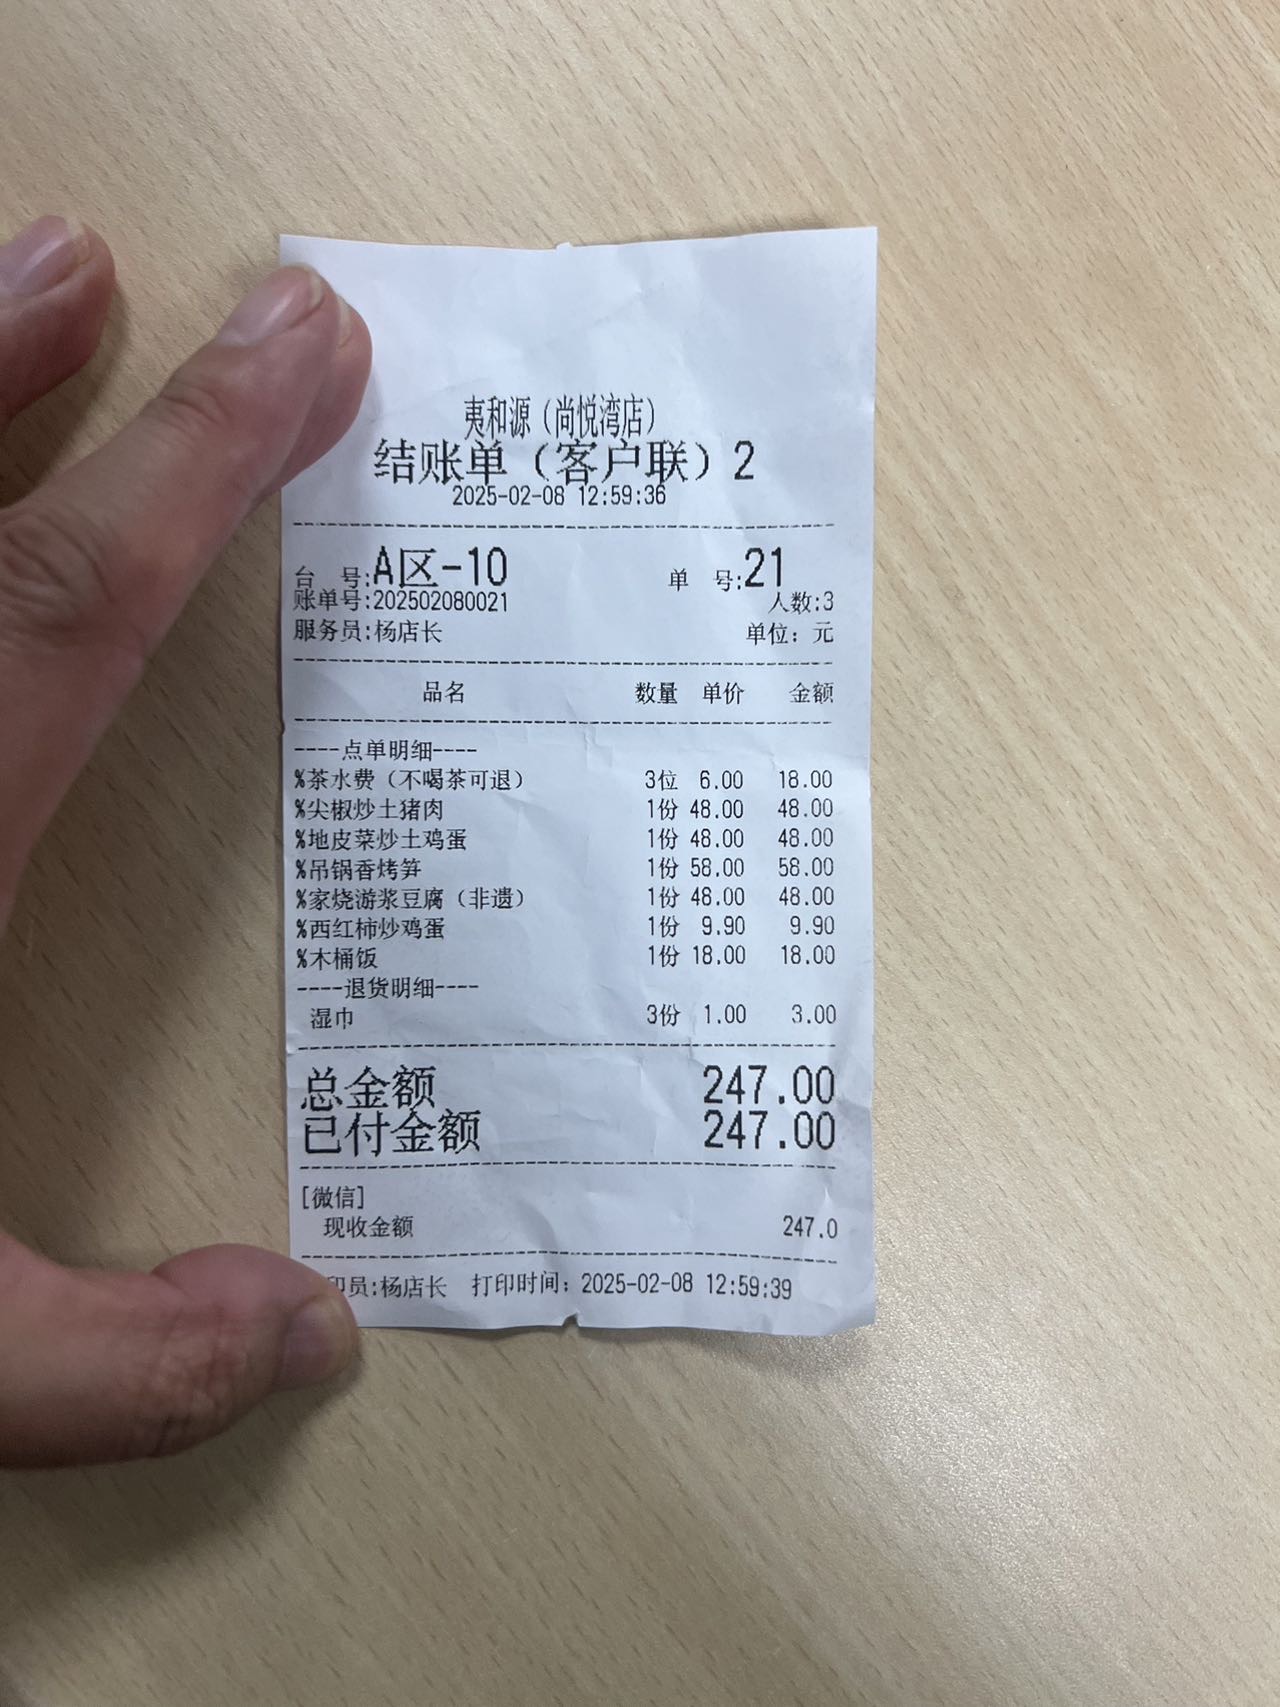 夷和源（尚悦湾店）
结账单（客户联）2
2025-02-08 12:59:36
台 号:A区-10 单 号:21
账单号:202502080021 人数:3
服务员:杨店长 单位：元
品名 数量 单价 金额
----点单明细----
%茶水费（不喝茶可退） 3位 6.00 18.00
%尖椒炒土猪肉 1份 48.00 48.00
%地皮菜炒土鸡蛋 1份 48.00 48.00
%吊锅香烤笋 1份 58.00 58.00
%家烧游浆豆腐（非遗） 1份 48.00 48.00
%西红柿炒鸡蛋 1份 9.90 9.90
%木桶饭 1份 18.00 18.00
----退货明细----
湿巾 3份 1.00 3.00
总金额 247.00
已付金额 247.00
[微信]
现收金额 247.0
印员:杨店长 打印时间：2025-02-08 12:59:39